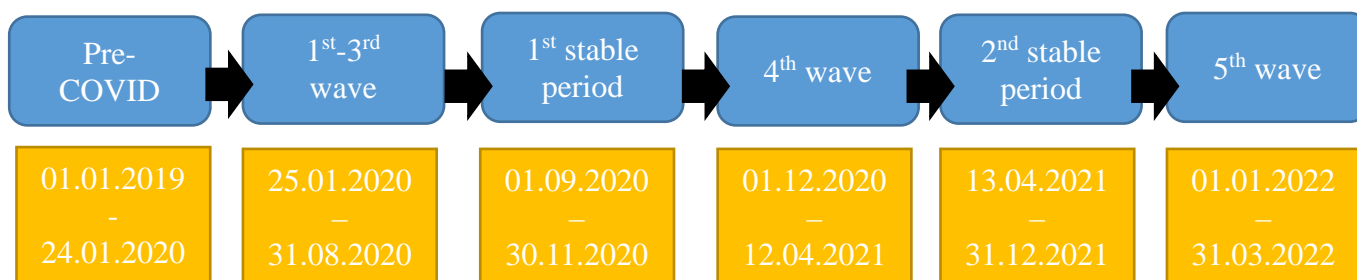 Pre-
COVID
1st-3rd
wave
1st stable
period
4th wave
2nd stable
period
5th wave
01.01.2019
-
24.01.2020
25.01.2020
–
31.08.2020
01.09.2020
–
30.11.2020
01.12.2020
–
12.04.2021
13.04.2021
–
31.12.2021
01.01.2022
–
31.03.2022